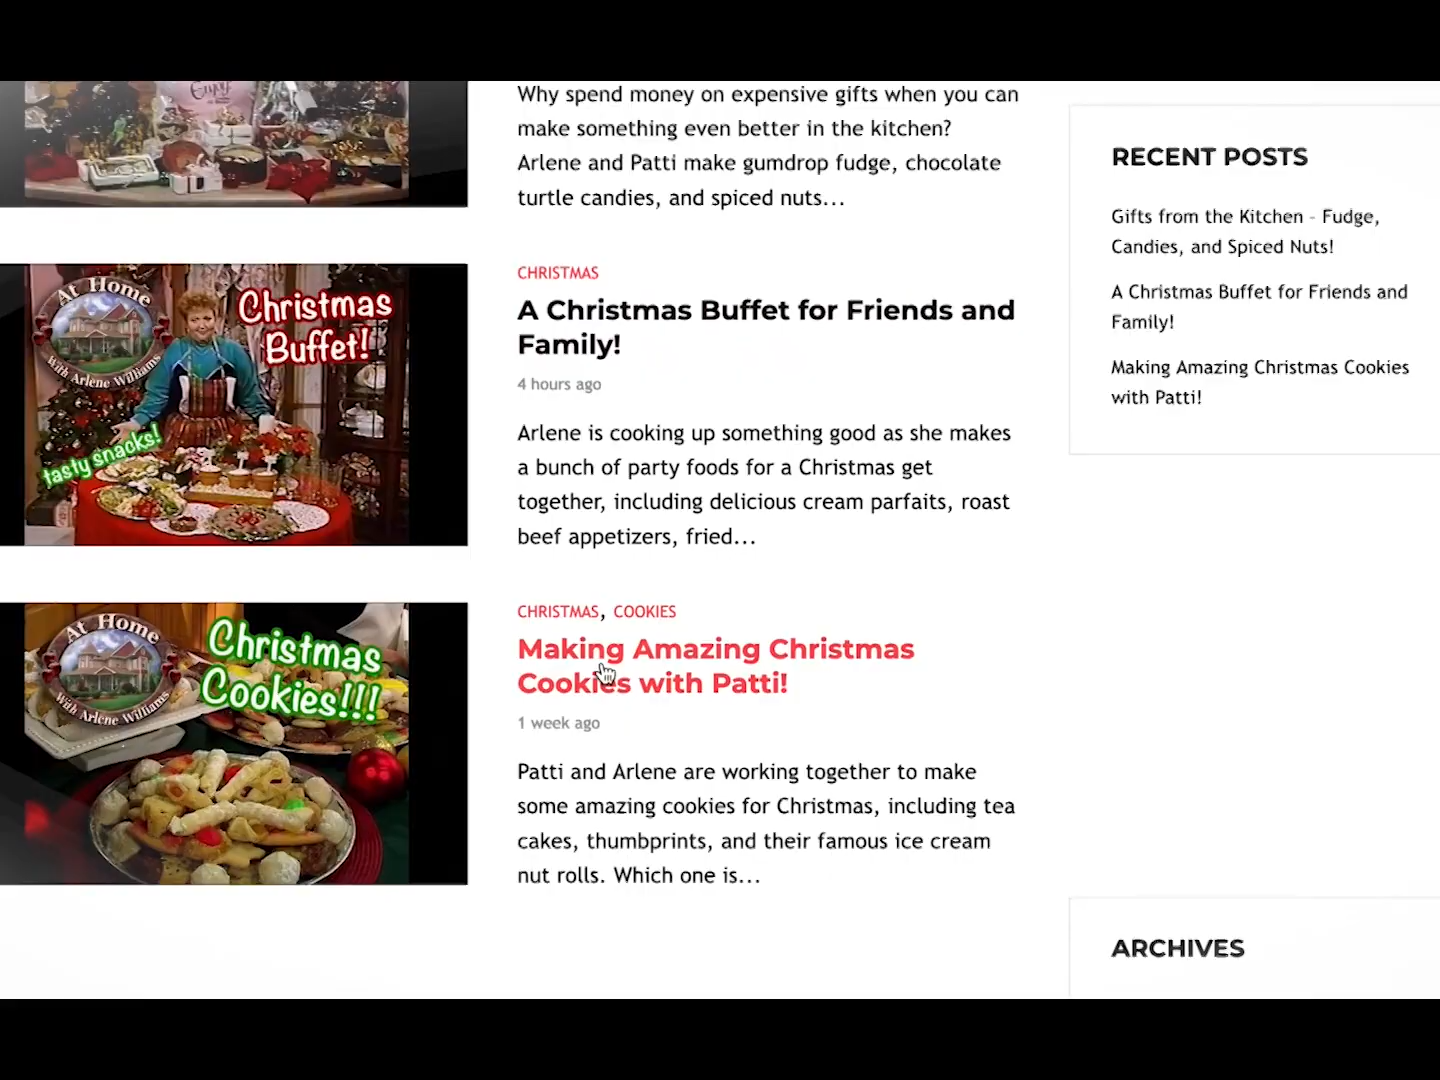 Enjoy
Why spend money on expensive gifts when you can
make something even better in the kitchen?
Arlene and Patti make gumdrop fudge, chocolate
turtle candies, and spiced nuts...
At Home
With Arlene Williams
Christmas
Buffet!
tasty snacks!
CHRISTMAS
A Christmas Buffet for Friends and
Family!
4 hours ago
Arlene is cooking up something good as she makes
a bunch of party foods for a Christmas get
together, including delicious cream parfaits, roast
beef appetizers, fried...
At Home
With Arlene Williams
Christmas
Cookies!!!
CHRISTMAS, COOKIES
Making Amazing Christmas
Cookies with Patti!
1 week ago
Patti and Arlene are working together to make
some amazing cookies for Christmas, including tea
cakes, thumbprints, and their famous ice cream
nut rolls. Which one is...
RECENT POSTS
Gifts from the Kitchen – Fudge,
Candies, and Spiced Nuts!
A Christmas Buffet for Friends and
Family!
Making Amazing Christmas Cookies
with Patti!
ARCHIVES